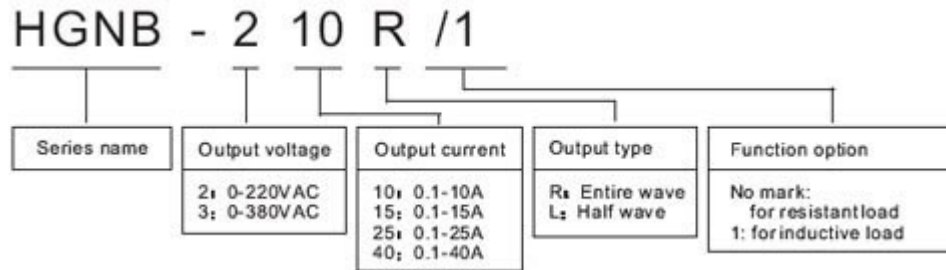 HGNB - 2 10 R /1
Series name
Output voltage
2: 0-220VAC
3: 0-380VAC
Output current
10: 0.1-10A
15: 0.1-15A
25: 0.1-25A
40: 0.1-40A
Output type
R: Entire wave
L: Half wave
Function option
No mark:
for resistantload
1: forinductive load